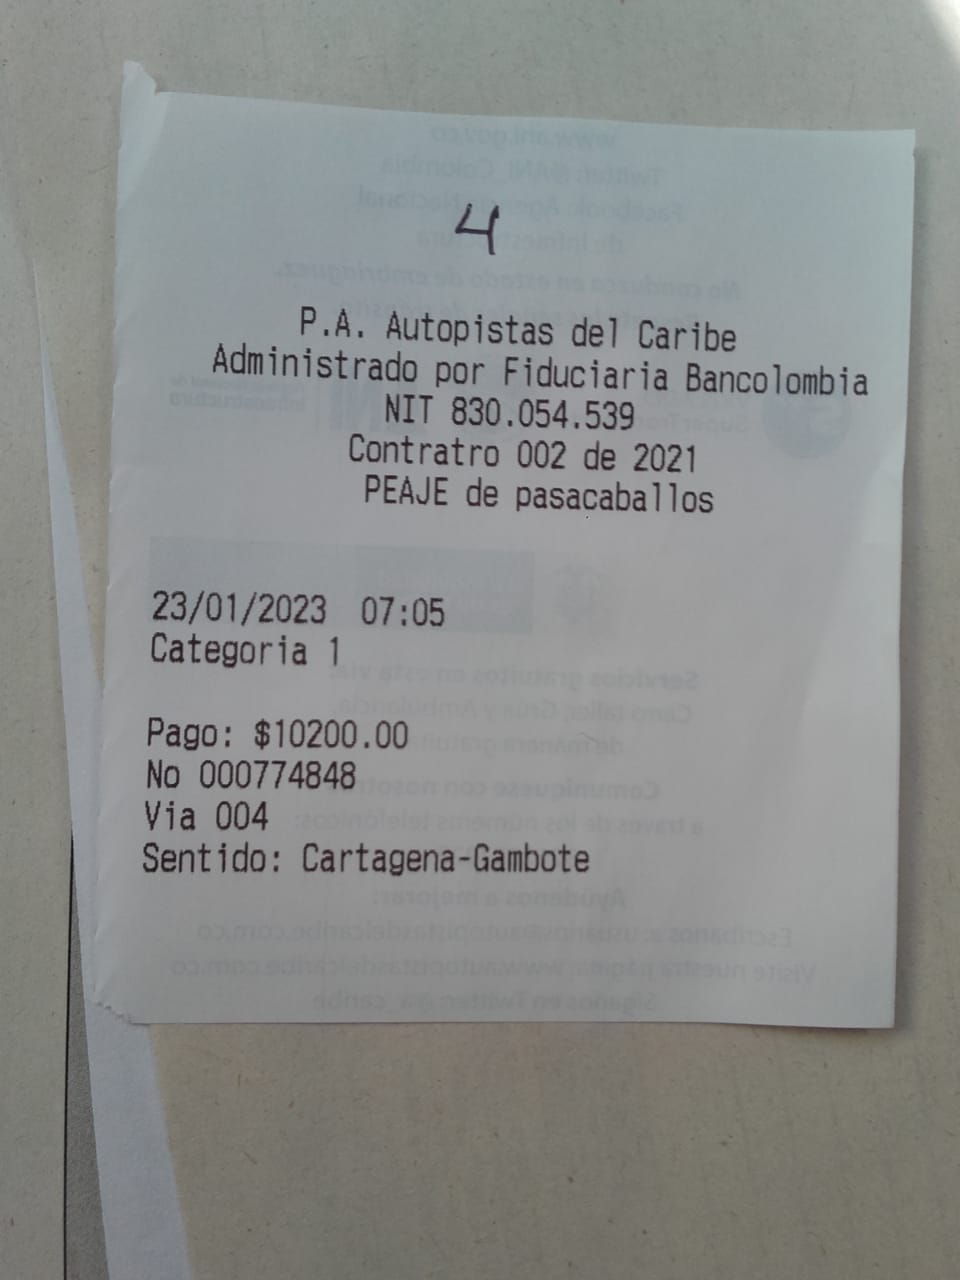 4
P.A. Autopistas del Caribe
Administrado por Fiduciaria Bancolombia
NIT 830.054.539
Contratro 002 de 2021
PEAJE de pasacaballos
23/01/2023 07:05
Categoria 1
Pago: $10200.00
No 000774848
Via 004
Sentido: Cartagena-Gambote